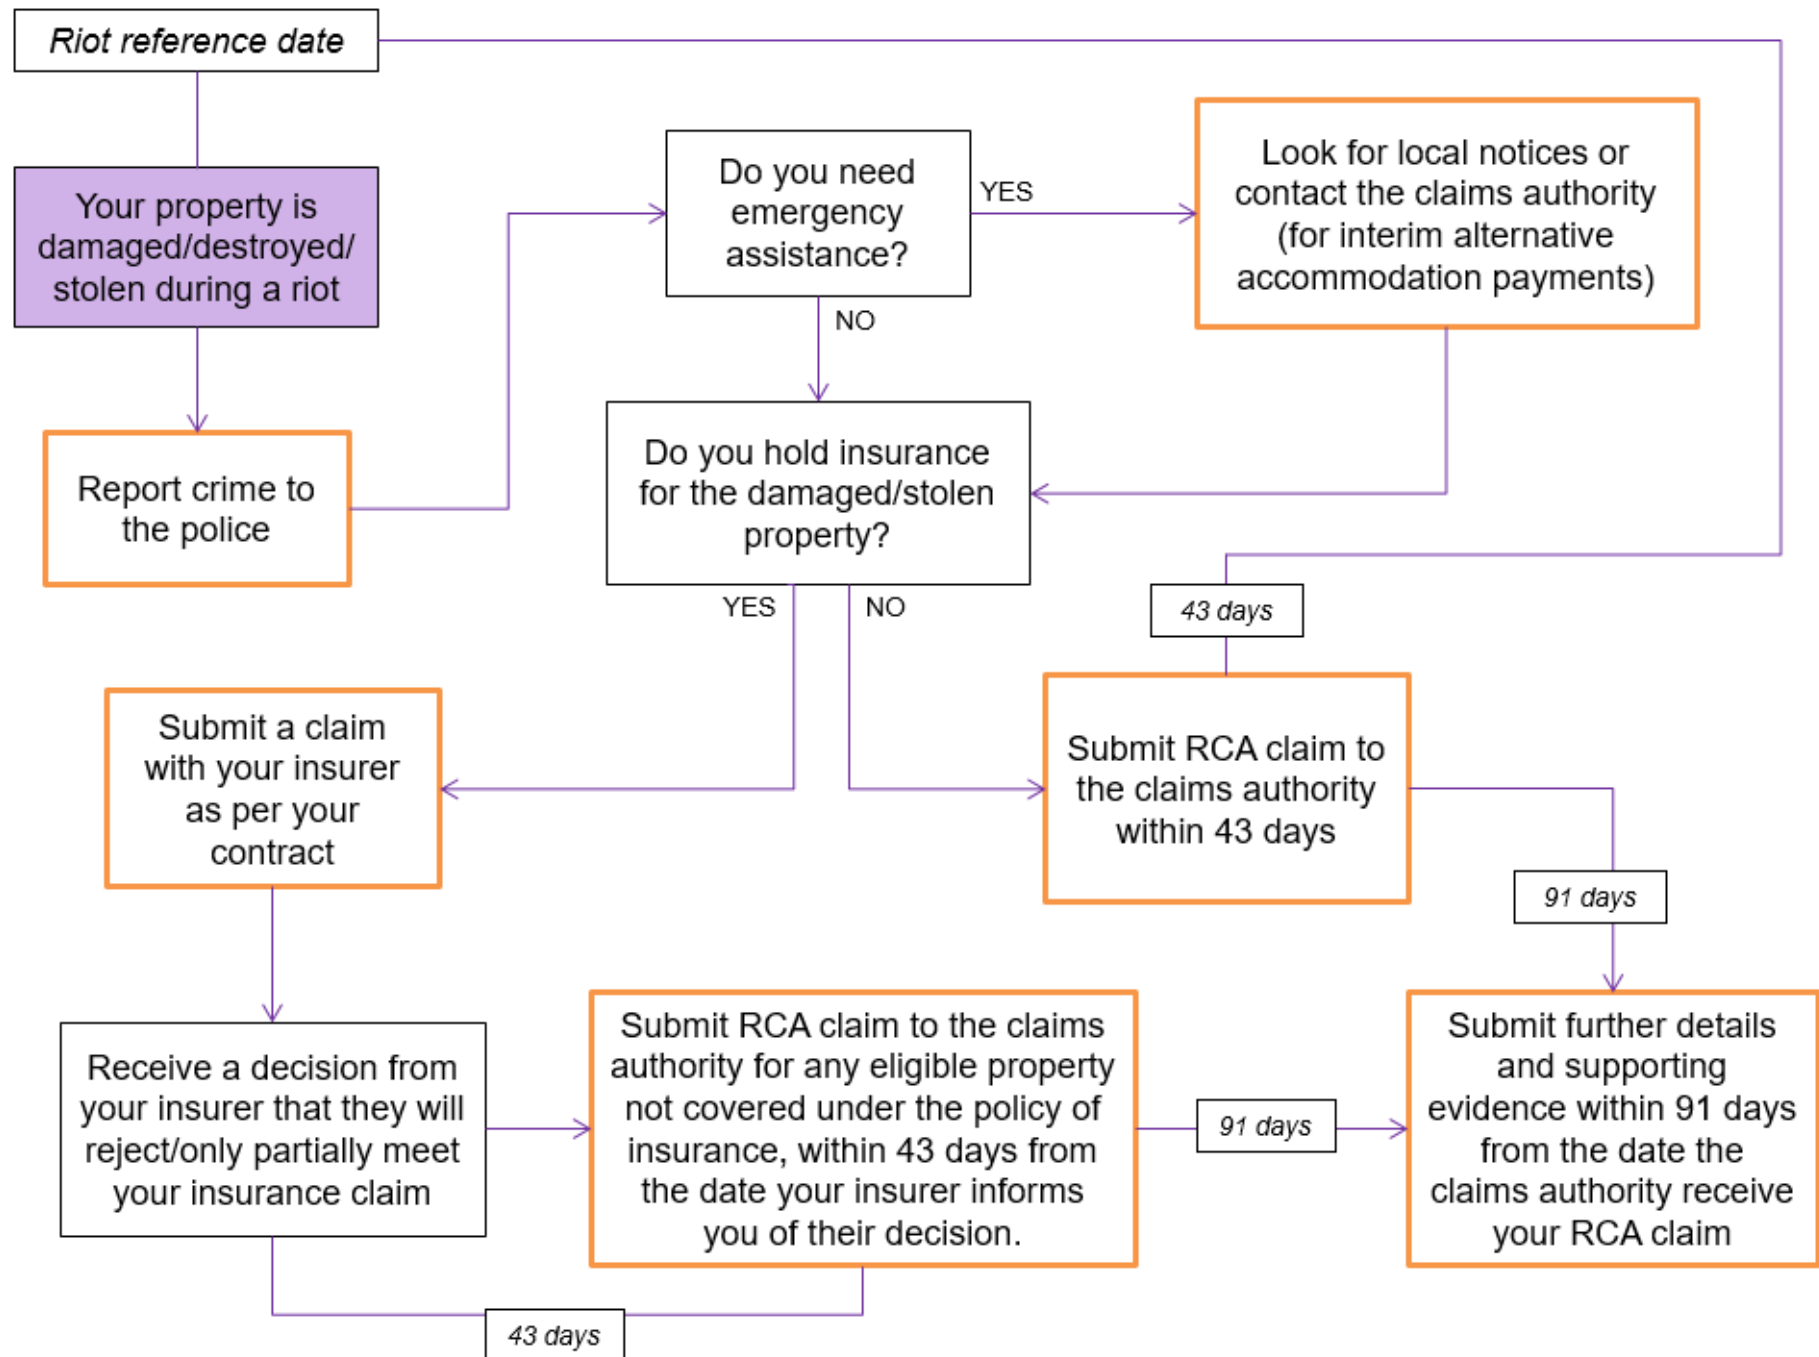 Riot reference date
Your property is
damaged/destroyed/
stolen during a riot
Report crime to
the police
Do you need
emergency
assistance?
YES
NO
Look for local notices or
contact the claims authority
(for interim alternative
accommodation payments)
Do you hold insurance
for the damaged/stolen
property?
YES
NO
43 days
Submit a claim
with your insurer
as per your
contract
Submit RCA claim to
the claims authority
within 43 days
91 days
Receive a decision from
your insurer that they will
reject/only partially meet
your insurance claim
43 days
Submit RCA claim to the claims
authority for any eligible property
not covered under the policy of
insurance, within 43 days from
the date your insurer informs
you of their decision.
91 days
Submit further details
and supporting
evidence within 91 days
from the date the
claims authority receive
your RCA claim